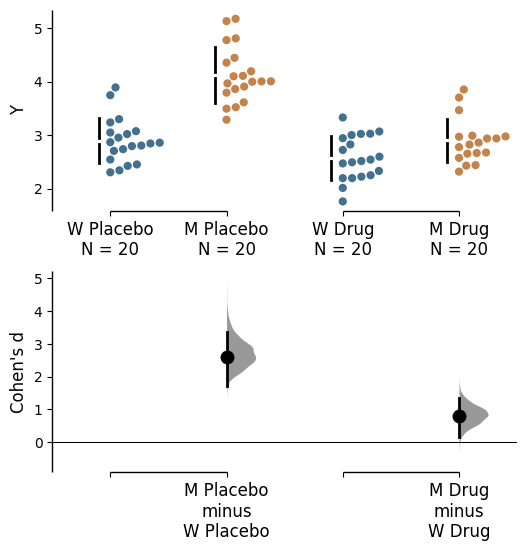 5
4
3
2
Y
W Placebo
N = 20
M Placebo
N = 20
W Drug
N = 20
M Drug
N = 20
5
4
3
2
1
0
Cohen's d
M Placebo
minus
W Placebo
M Drug
minus
W Drug